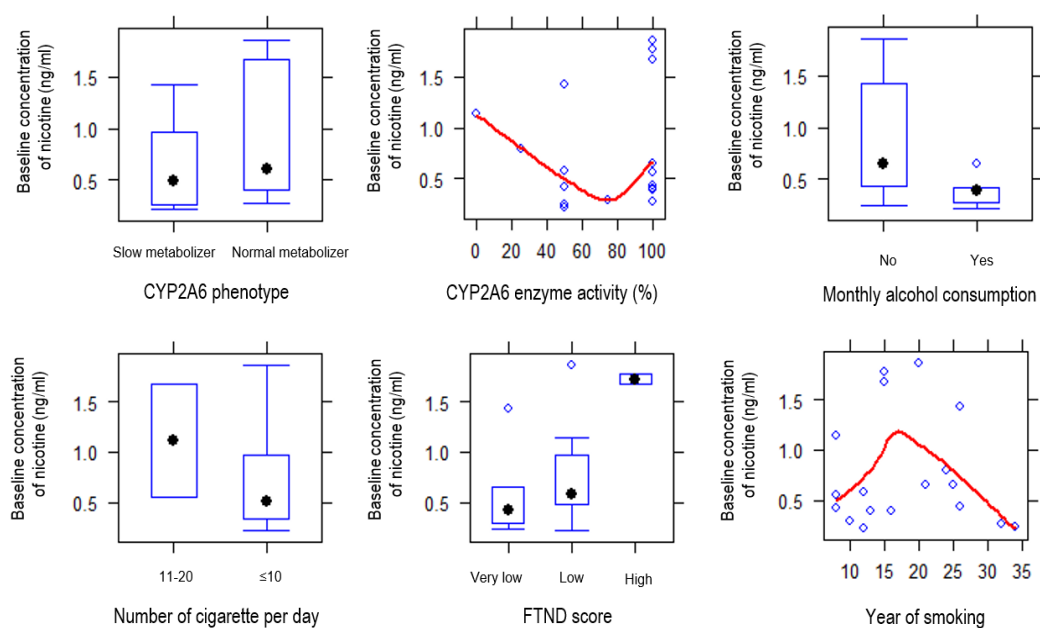 Baseline concentration
of nicotine (ng/ml)
1.5
1.0
0.5
Slow metabolizer Normal metabolizer
CYP2A6 phenotype
Baseline concentration
of nicotine (ng/ml)
1.5
1.0
0.5
0 20 40 60 80 100
CYP2A6 enzyme activity (%)
Baseline concentration
of nicotine (ng/ml)
1.5
1.0
0.5
No Yes
Monthly alcohol consumption
Baseline concentration
of nicotine (ng/ml)
1.5
1.0
0.5
11-20 ≤10
Number of cigarette per day
Baseline concentration
of nicotine (ng/ml)
1.5
1.0
0.5
Very low Low High
FTND score
Baseline concentration
of nicotine (ng/ml)
1.5
1.0
0.5
10 15 20 25 30 35
Year of smoking